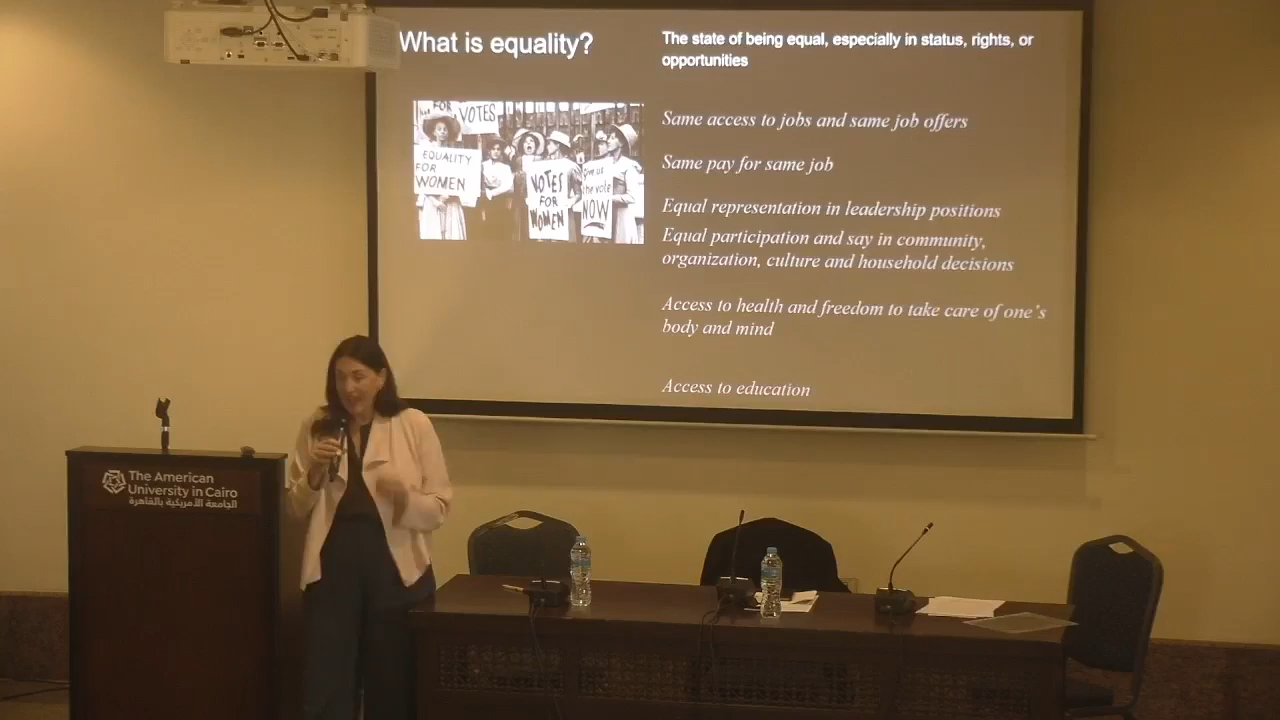 What is equality?
The state of being equal, especially in status, rights, or
opportunities
FOR
VOTES
EQUALITY
FOR
WOMEN
VOTES
FOR
WOMEN
Give us
the vote
NOW
Same access to jobs and same job offers
Same pay for same job
Equal representation in leadership positions
Equal participation and say in community,
organization, culture and household decisions
Access to health and freedom to take care of one's
body and mind
Access to education
The American
University in Cairo
الجامعة الأمريكية بالقاهرة